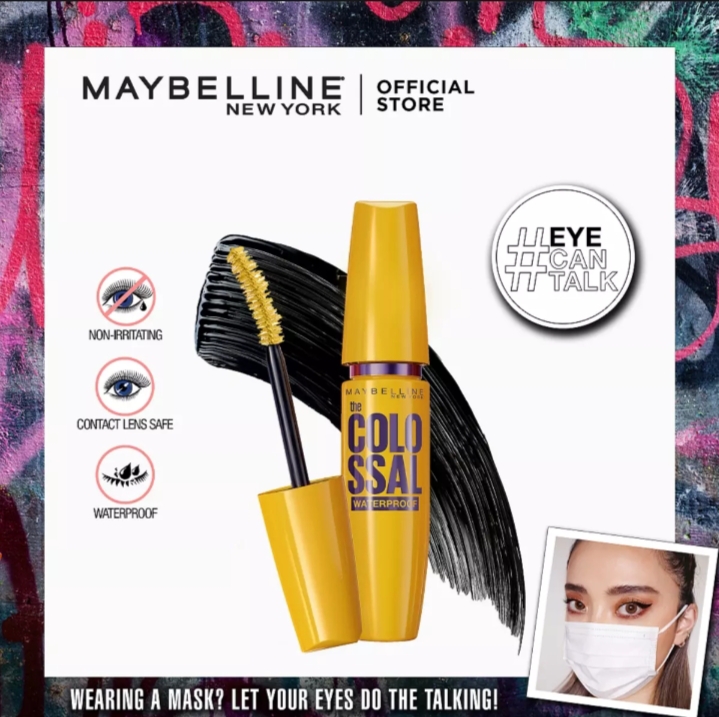 MAYBELLINE
NEW YORK
OFFICIAL
STORE
#EYE
CAN
TALK
NON-IRRITATING
CONTACT LENS SAFE
WATERPROOF
MAYBELLINE
NEW YORK
the
COLO
SSAL
WATERPROOF
WEARING A MASK? LET YOUR EYES DO THE TALKING!